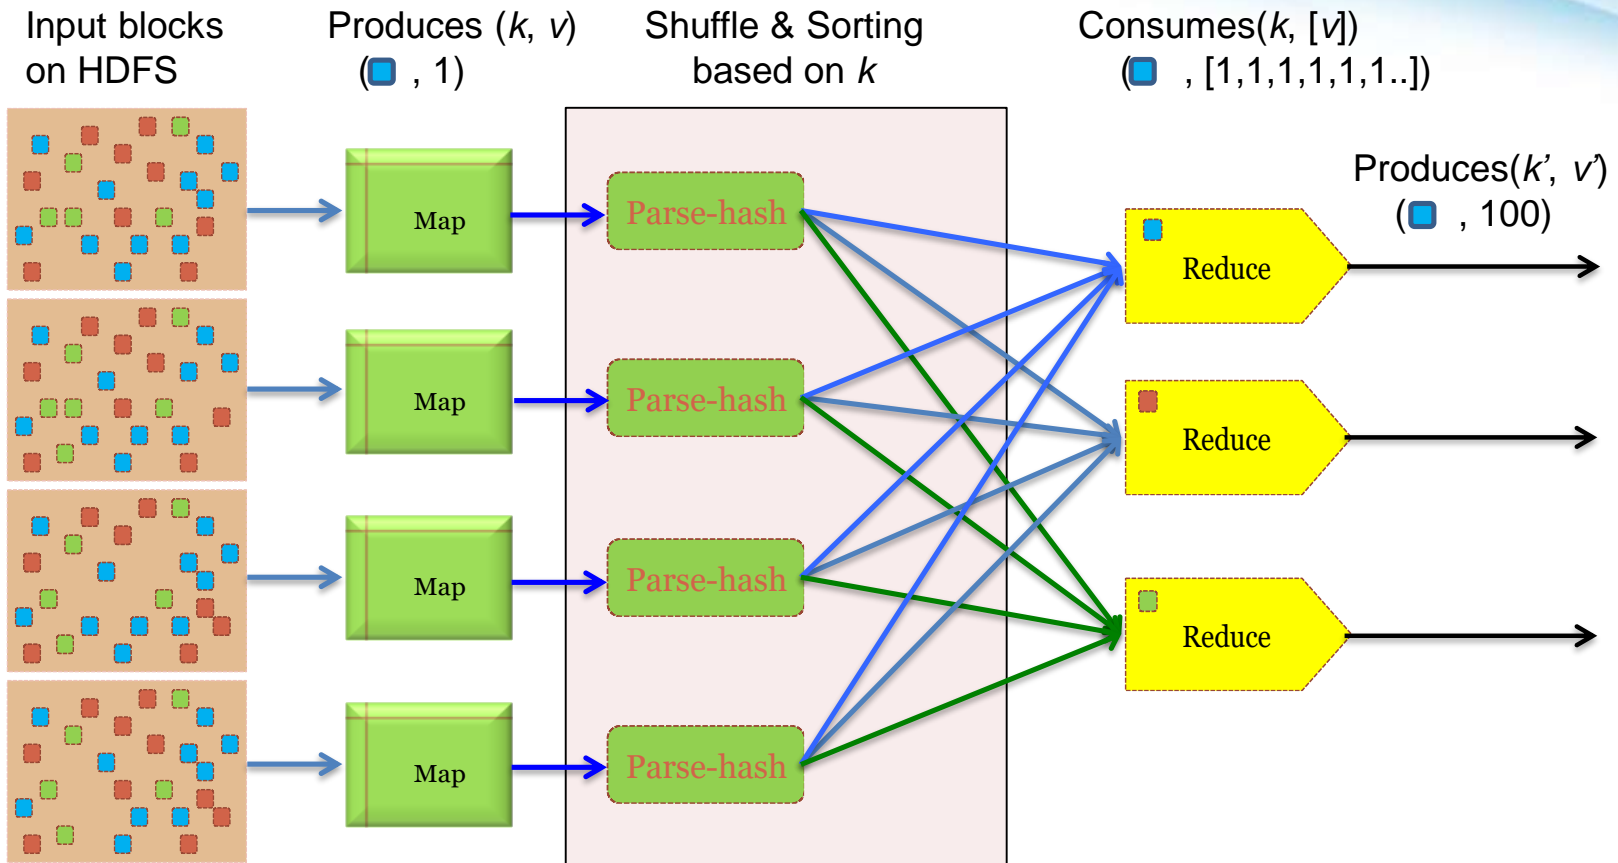 Input blocks
on HDFS
Produces (k, v)
( , 1)
Shuffle & Sorting
based on k
Consumes(k, [v])
( , [1,1,1,1,1,1..])
Produces(k’, v’)
( , 100)
Map
Parse-hash
Reduce
Map
Parse-hash
Reduce
Map
Parse-hash
Reduce
Map
Parse-hash